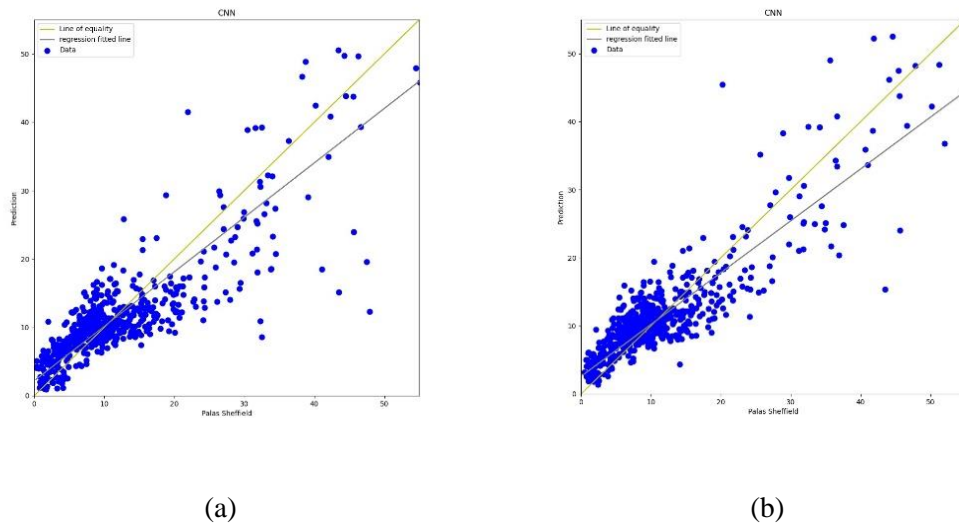 CNN
Line of equality
regression fitted line
Data
50
40
30
20
10
0
Prediction
0 10 20 30 40 50
Palas Sheffield
(a)
CNN
Line of equality
regression fitted line
Data
50
40
30
20
10
0
Prediction
0 10 20 30 40 50
Palas Sheffield
(b)